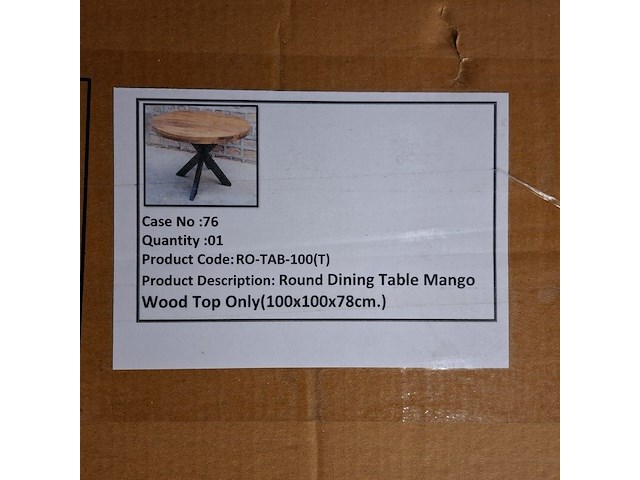 Case No :76
Quantity :01
Product Code:RO-TAB-100(T)
Product Description: Round Dining Table Mango
Wood Top Only(100x100x78cm.)